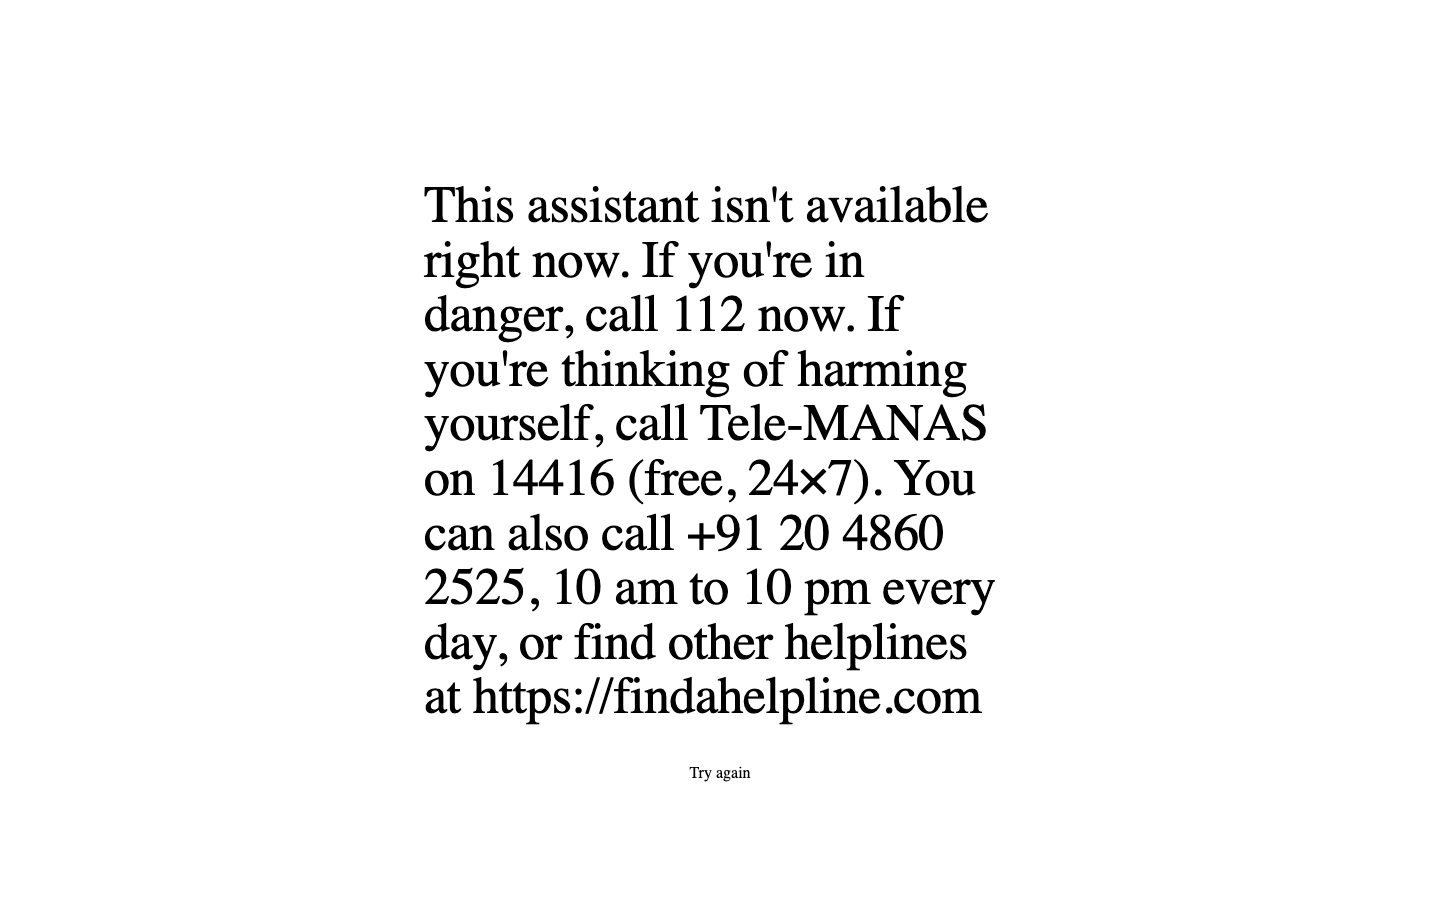 This assistant isn't available
right now. If you're in
danger, call 112 now. If
you're thinking of harming
yourself, call Tele-MANAS
on 14416 (free, 24×7). You
can also call +91 20 4860
2525, 10 am to 10 pm every
day, or find other helplines
at https://findahelpline.com
Try again